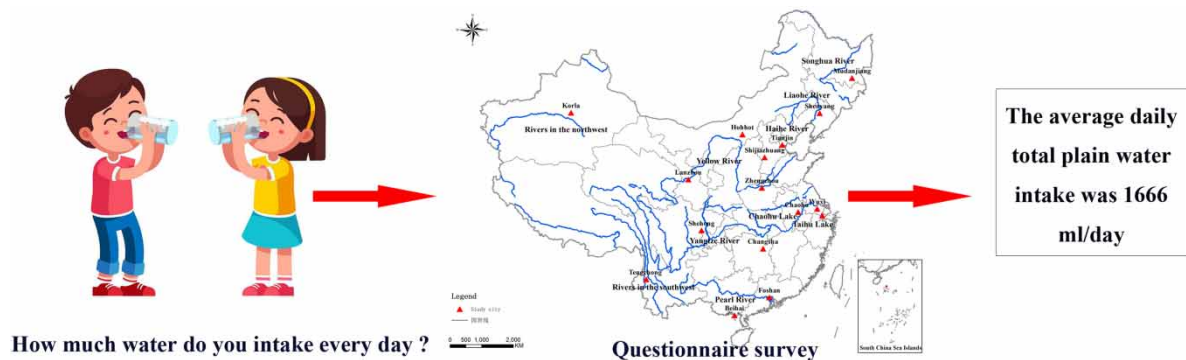 How much water do you intake every day ?
Songhua River
Mudanjiang
Liaohe River
Shenyang
Korla
Rivers in the northwest
Huhhot
Haihe River
Tianjin
Shijiazhuang
Yellow River
Lanzhou
Zhengzhou
Chaohu
Wuxi
Chaohu Lake
Taihu Lake
Shehong
Yangtze River
Changsha
Tengchong
Rivers in the southwest
Foshan
Pearl River
Beihai
Legend
Study site
0
500
1,000
2,000
KM
South China Sea Islands
Questionnaire survey
The average daily
total plain water
intake was 1666
ml/day